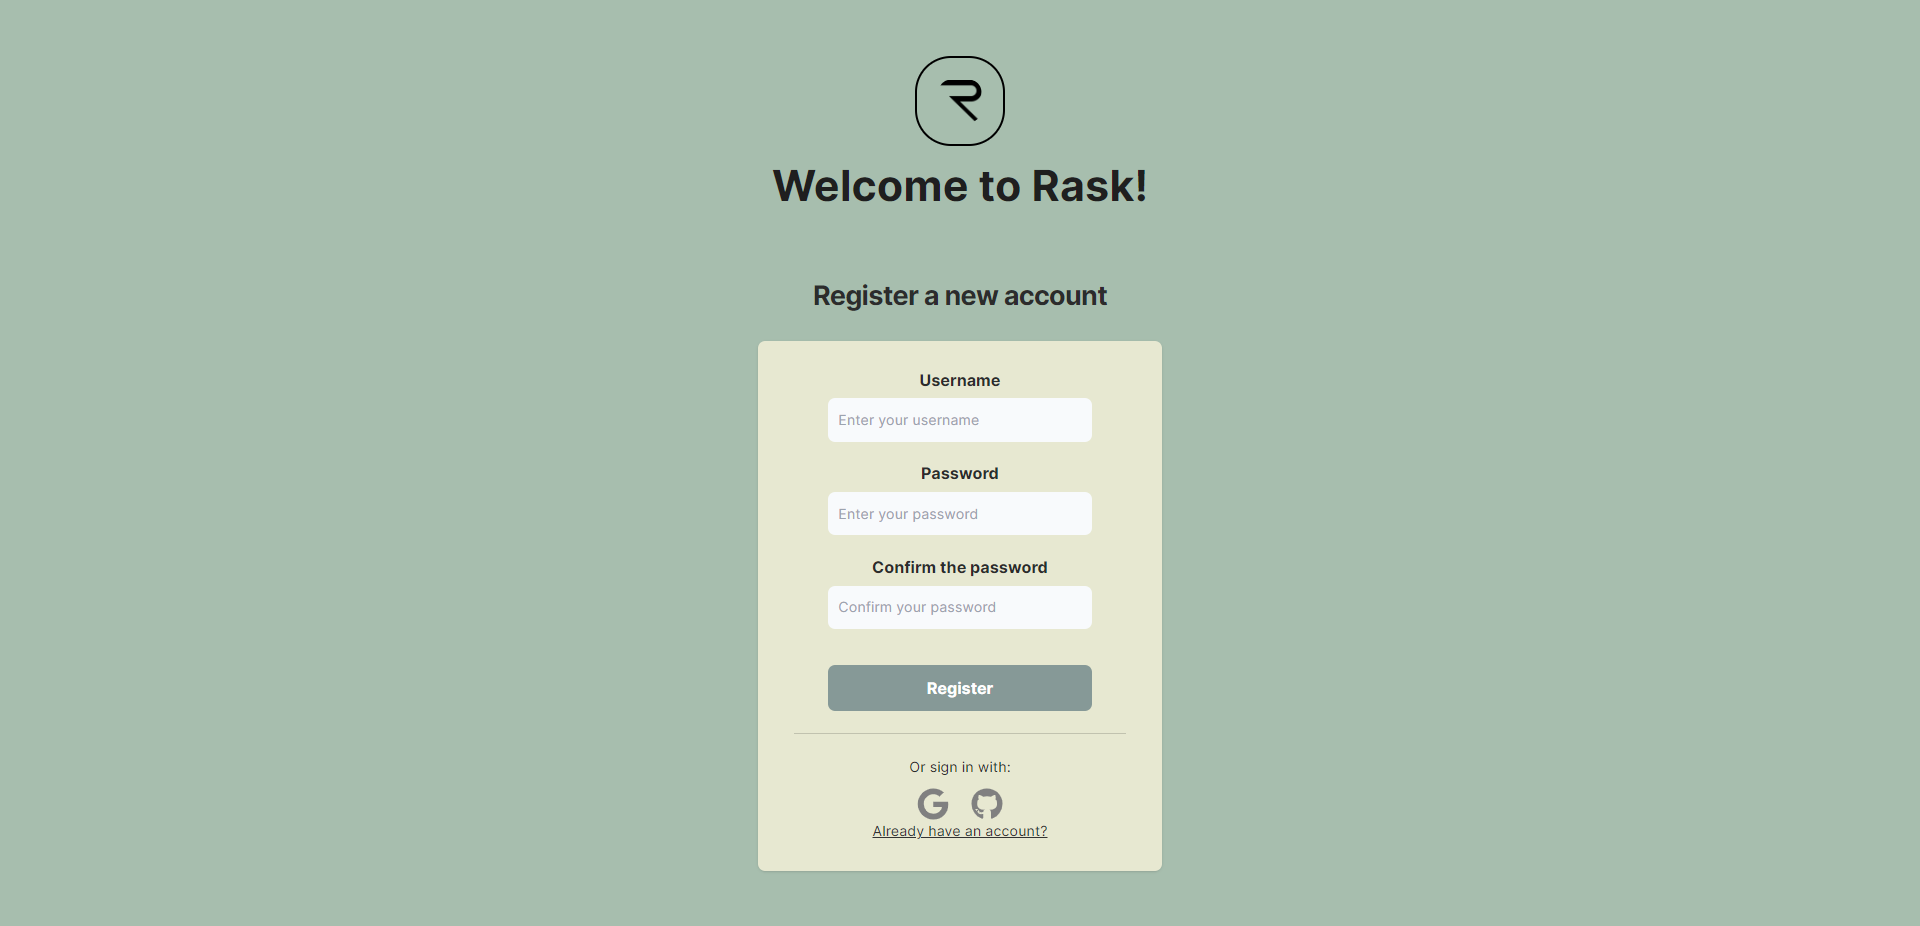 Welcome to Rask!
Register a new account
Username
Enter your username
Password
Enter your password
Confirm the password
Confirm your password
Register
Or sign in with:
Already have an account?